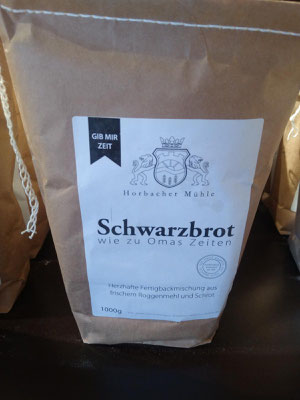 GIB MIR
ZEIT
Horbacher Mühle
Schwarzbrot
wie zu Omas Zeiten
Herzhafte Fertigbackmischung aus
frischem Roggenmehl und Schrot
1000g